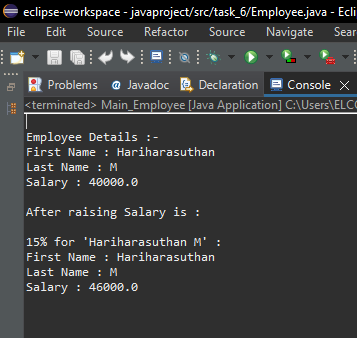 eclipse-workspace - javaproject/src/task_6/Employee.java - Ecli
File Edit Source Refactor Source Navigate Search
Problems @ Javadoc Declaration Console ×
<terminated> Main_Employee [Java Application] C:\Users\ELCO
Employee Details :-
First Name : Hariharasuthan
Last Name : M
Salary : 40000.0
After raising Salary is :
15% for 'Hariharasuthan M' :
First Name : Hariharasuthan
Last Name : M
Salary : 46000.0